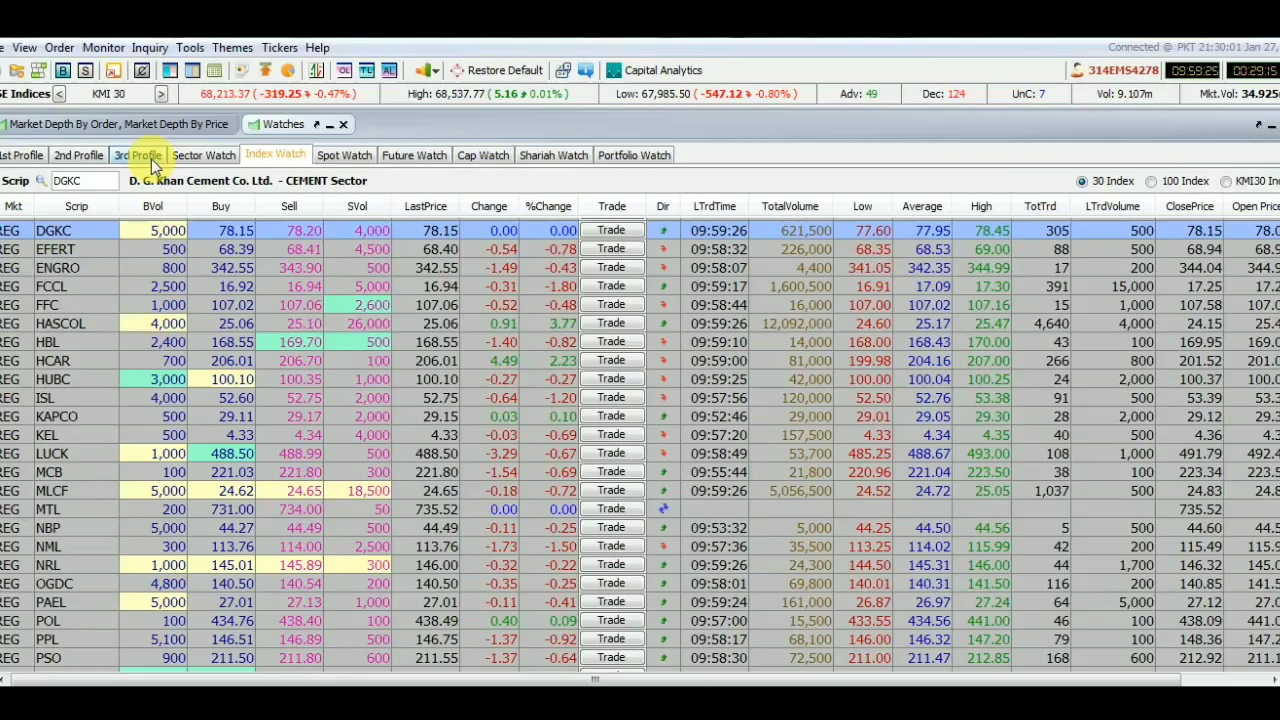 e View Order Monitor Inquiry Tools Themes Tickers Help Connected @ PKT 21:30:01 Jan 27,
B S OL TL AL Restore Default Capital Analytics 314EMS4278 09:59:25 00:29:15
SE Indices < KMI 30 > 68,213.37 ( -319.25 -0.47% ) High: 68,537.77 ( 5.16 0.01% ) Low: 67,985.50 ( -547.12 -0.80% ) Adv: 49 Dec: 124 UnC: 7 Vol: 9.107m Mkt.Vol: 34.925
Market Depth By Order, Market Depth By Price Watches
1st Profile 2nd Profile 3rd Profile Sector Watch Index Watch Spot Watch Future Watch Cap Watch Shariah Watch Portfolio Watch
Scrip DGKC D. G. Khan Cement Co. Ltd. - CEMENT Sector 30 Index 100 Index KMI30 In
Mkt Scrip BVol Buy Sell SVol LastPrice Change %Change Trade Dir LTrdTime TotalVolume Low Average High TotTrd LTrdVolume ClosePrice Open Price
REG DGKC 5,000 78.15 78.20 4,000 78.15 0.00 0.00 Trade 09:59:26 621,500 77.60 77.95 78.45 305 500 78.15 78.0
REG EFERT 500 68.39 68.41 4,500 68.40 -0.54 -0.78 Trade 09:58:32 226,000 68.35 68.53 69.00 88 500 68.94 68.9
REG ENGRO 800 342.55 343.90 500 342.55 -1.49 -0.43 Trade 09:58:07 4,400 341.05 342.35 344.99 17 200 344.04 344.9
REG FCCL 2,500 16.92 16.94 5,000 16.94 -0.31 -1.80 Trade 09:59:17 1,600,500 16.91 17.09 17.30 391 15,000 17.25 17.2
REG FFC 1,000 107.02 107.06 2,600 107.06 -0.52 -0.48 Trade 09:58:44 16,000 107.00 107.02 107.16 15 1,000 107.58 107.0
REG HASCOL 4,000 25.06 25.10 26,000 25.06 0.91 3.77 Trade 09:59:26 12,092,000 24.60 25.17 25.47 4,640 4,000 24.15 25.4
REG HBL 2,400 168.55 169.70 500 168.55 -1.40 -0.82 Trade 09:59:10 14,000 168.00 168.43 170.00 43 100 169.95 169.0
REG HCAR 700 206.01 206.70 100 206.01 4.49 2.23 Trade 09:59:00 81,000 199.98 204.16 207.00 266 800 201.52 201.0
REG HUBC 3,000 100.10 100.35 1,000 100.10 -0.27 -0.27 Trade 09:59:25 42,000 100.00 100.04 100.25 24 2,000 100.37 100.0
REG ISL 4,000 52.60 52.75 2,000 52.75 -0.64 -1.20 Trade 09:57:56 120,000 52.50 52.76 53.38 91 500 53.39 53.0
REG KAPCO 500 29.11 29.17 2,000 29.15 0.03 0.10 Trade 09:52:46 29,000 29.01 29.05 29.30 28 2,000 29.12 29.3
REG KEL 500 4.33 4.34 4,000 4.33 -0.03 -0.69 Trade 09:57:20 157,500 4.33 4.34 4.35 40 500 4.36 4.3
REG LUCK 1,000 488.50 488.99 500 488.50 -3.29 -0.67 Trade 09:58:49 53,700 485.25 488.67 493.00 108 1,000 491.79 492.4
REG MCB 100 221.03 221.80 300 221.80 -1.54 -0.69 Trade 09:55:44 21,800 220.96 221.04 223.50 38 100 223.34 223.5
REG MLCF 5,000 24.62 24.65 18,500 24.65 -0.18 -0.72 Trade 09:59:26 5,056,500 24.52 24.72 25.05 1,037 500 24.83 24.8
REG MTL 200 731.00 734.00 50 735.52 0.00 0.00 Trade 735.52
REG NBP 5,000 44.27 44.49 500 44.49 -0.11 -0.25 Trade 09:53:32 5,000 44.25 44.50 44.56 5 500 44.60 44.5
REG NML 300 113.76 114.00 2,500 113.76 -1.73 -1.50 Trade 09:57:36 35,500 113.25 114.02 115.99 42 200 115.49 115.9
REG NRL 1,000 145.01 145.89 300 146.00 -0.32 -0.22 Trade 09:59:26 24,300 144.50 145.31 146.00 44 1,700 146.32 145.0
REG OGDC 4,800 140.50 140.54 200 140.50 -0.35 -0.25 Trade 09:58:01 69,800 140.01 140.31 141.50 116 200 140.85 141.5
REG PAEL 5,000 27.01 27.13 1,000 27.01 -0.11 -0.41 Trade 09:59:24 161,000 26.87 26.97 27.24 64 5,000 27.12 27.0
REG POL 100 434.76 438.40 100 438.49 0.40 0.09 Trade 09:58:00 15,500 433.55 434.56 441.00 46 100 438.09 441.0
REG PPL 5,100 146.51 146.89 500 146.75 -1.37 -0.92 Trade 09:58:17 68,100 146.00 146.32 147.20 79 100 148.36 147.0
REG PSO 900 211.50 211.80 600 211.55 -1.37 -0.64 Trade 09:58:30 72,500 211.00 211.47 212.85 168 600 212.92 212.1